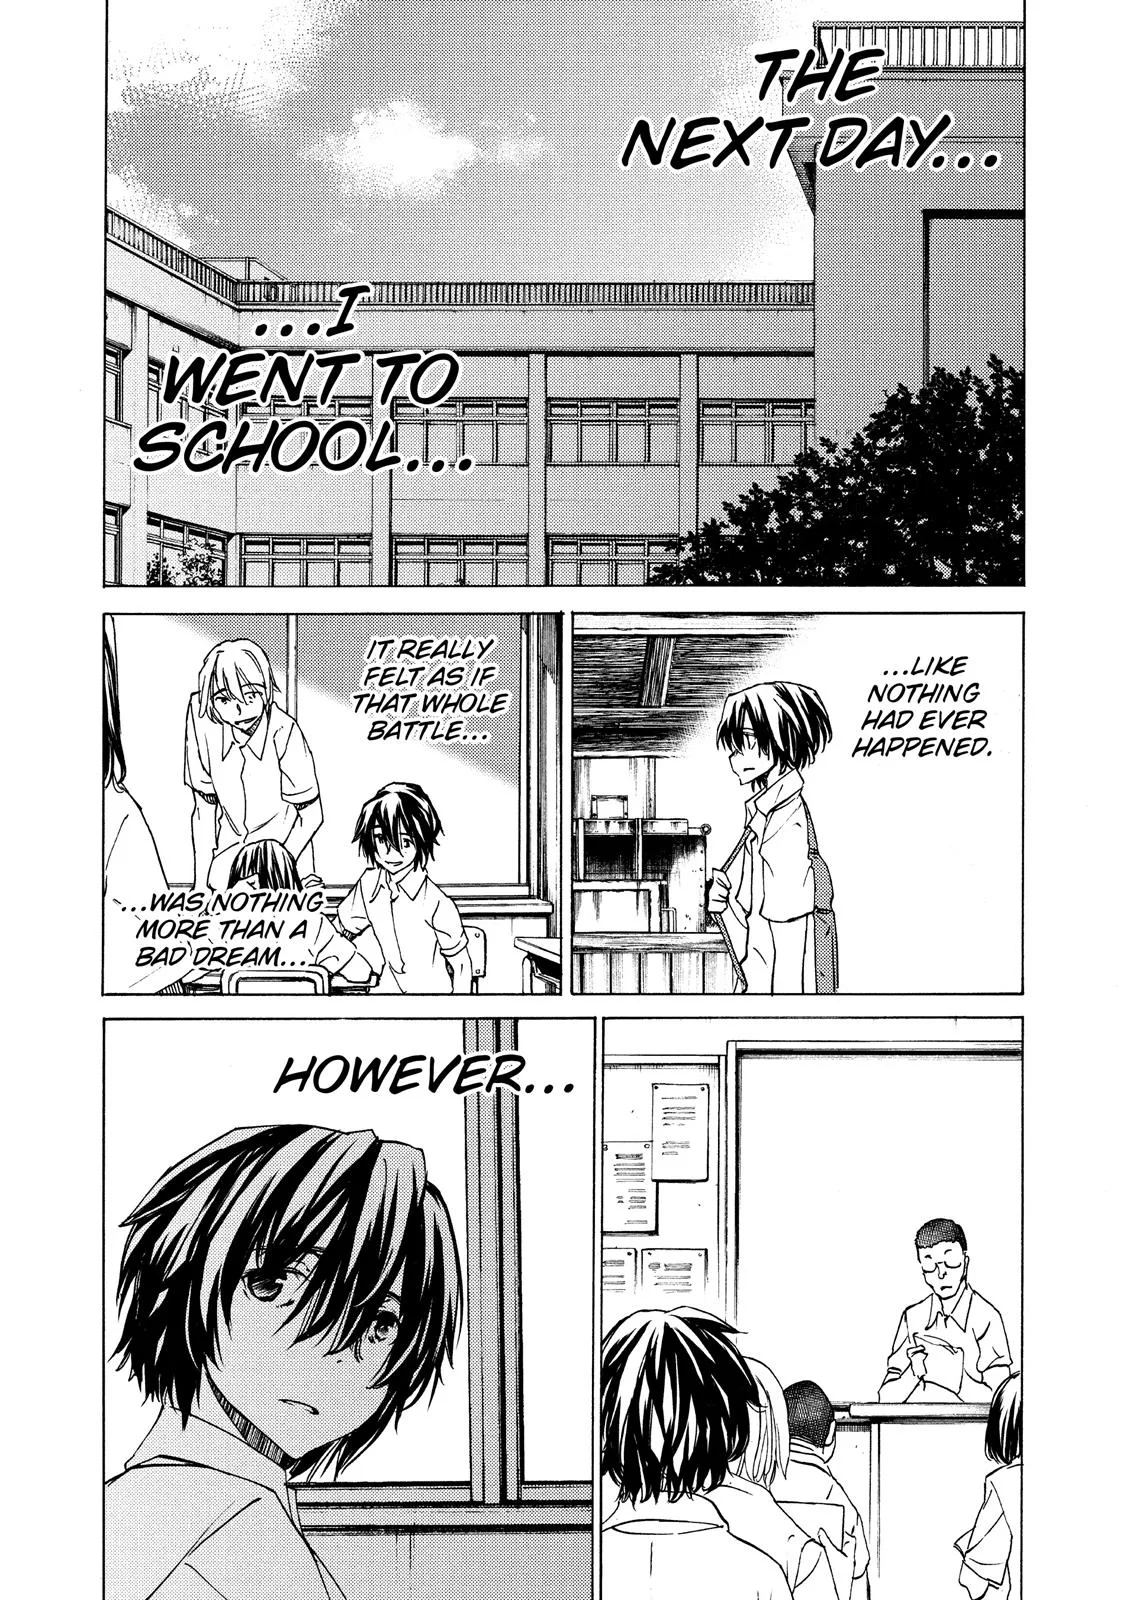 THE
NEXT DAY...
...I
WENT TO
SCHOOL...
...LIKE
NOTHING
HAD EVER
HAPPENED.
IT REALLY
FELT AS IF
THAT WHOLE
BATTLE...
...WAS NOTHING
MORE THAN A
BAD DREAM...
HOWEVER...